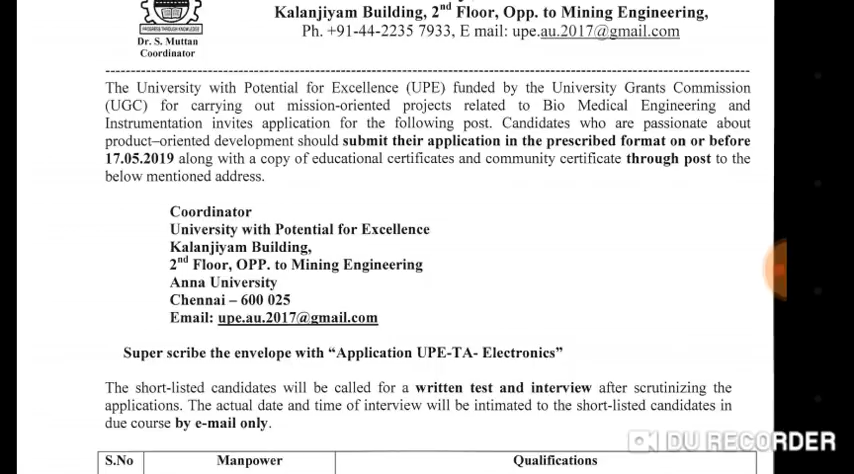 Kalanjiyam Building, 2nd Floor, Opp. to Mining Engineering,
Ph. +91-44-2235 7933, E mail: upe.au.2017@gmail.com
PROGRESS THROUGH KNOWLEDGE
Dr. S. Muttan
Coordinator
The University with Potential for Excellence (UPE) funded by the University Grants Commission
(UGC) for carrying out mission-oriented projects related to Bio Medical Engineering and
Instrumentation invites application for the following post. Candidates who are passionate about
product–oriented development should submit their application in the prescribed format on or before
17.05.2019 along with a copy of educational certificates and community certificate through post to the
below mentioned address.
Coordinator
University with Potential for Excellence
Kalanjiyam Building,
2nd Floor, OPP. to Mining Engineering
Anna University
Chennai – 600 025
Email: upe.au.2017@gmail.com
Super scribe the envelope with “Application UPE-TA- Electronics”
The short-listed candidates will be called for a written test and interview after scrutinizing the
applications. The actual date and time of interview will be intimated to the short-listed candidates in
due course by e-mail only.
DU RECORDER
S.No Manpower Qualifications